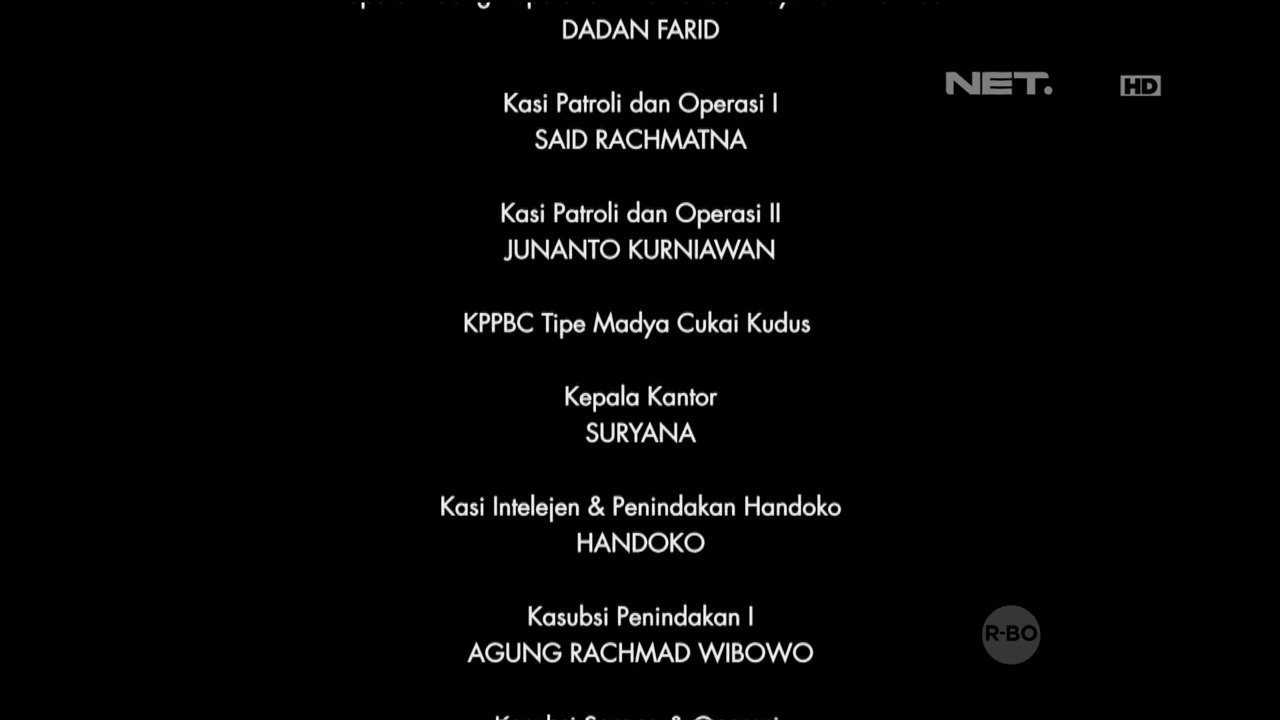 DADAN FARID
NET.
HD
Kasi Patroli dan Operasi I
SAID RACHMATNA
Kasi Patroli dan Operasi II
JUNANTO KURNIAWAN
KPPBC Tipe Madya Cukai Kudus
Kepala Kantor
SURYANA
Kasi Intelejen & Penindakan Handoko
HANDOKO
Kasubsi Penindakan I
R-BO
AGUNG RACHMAD WIBOWO